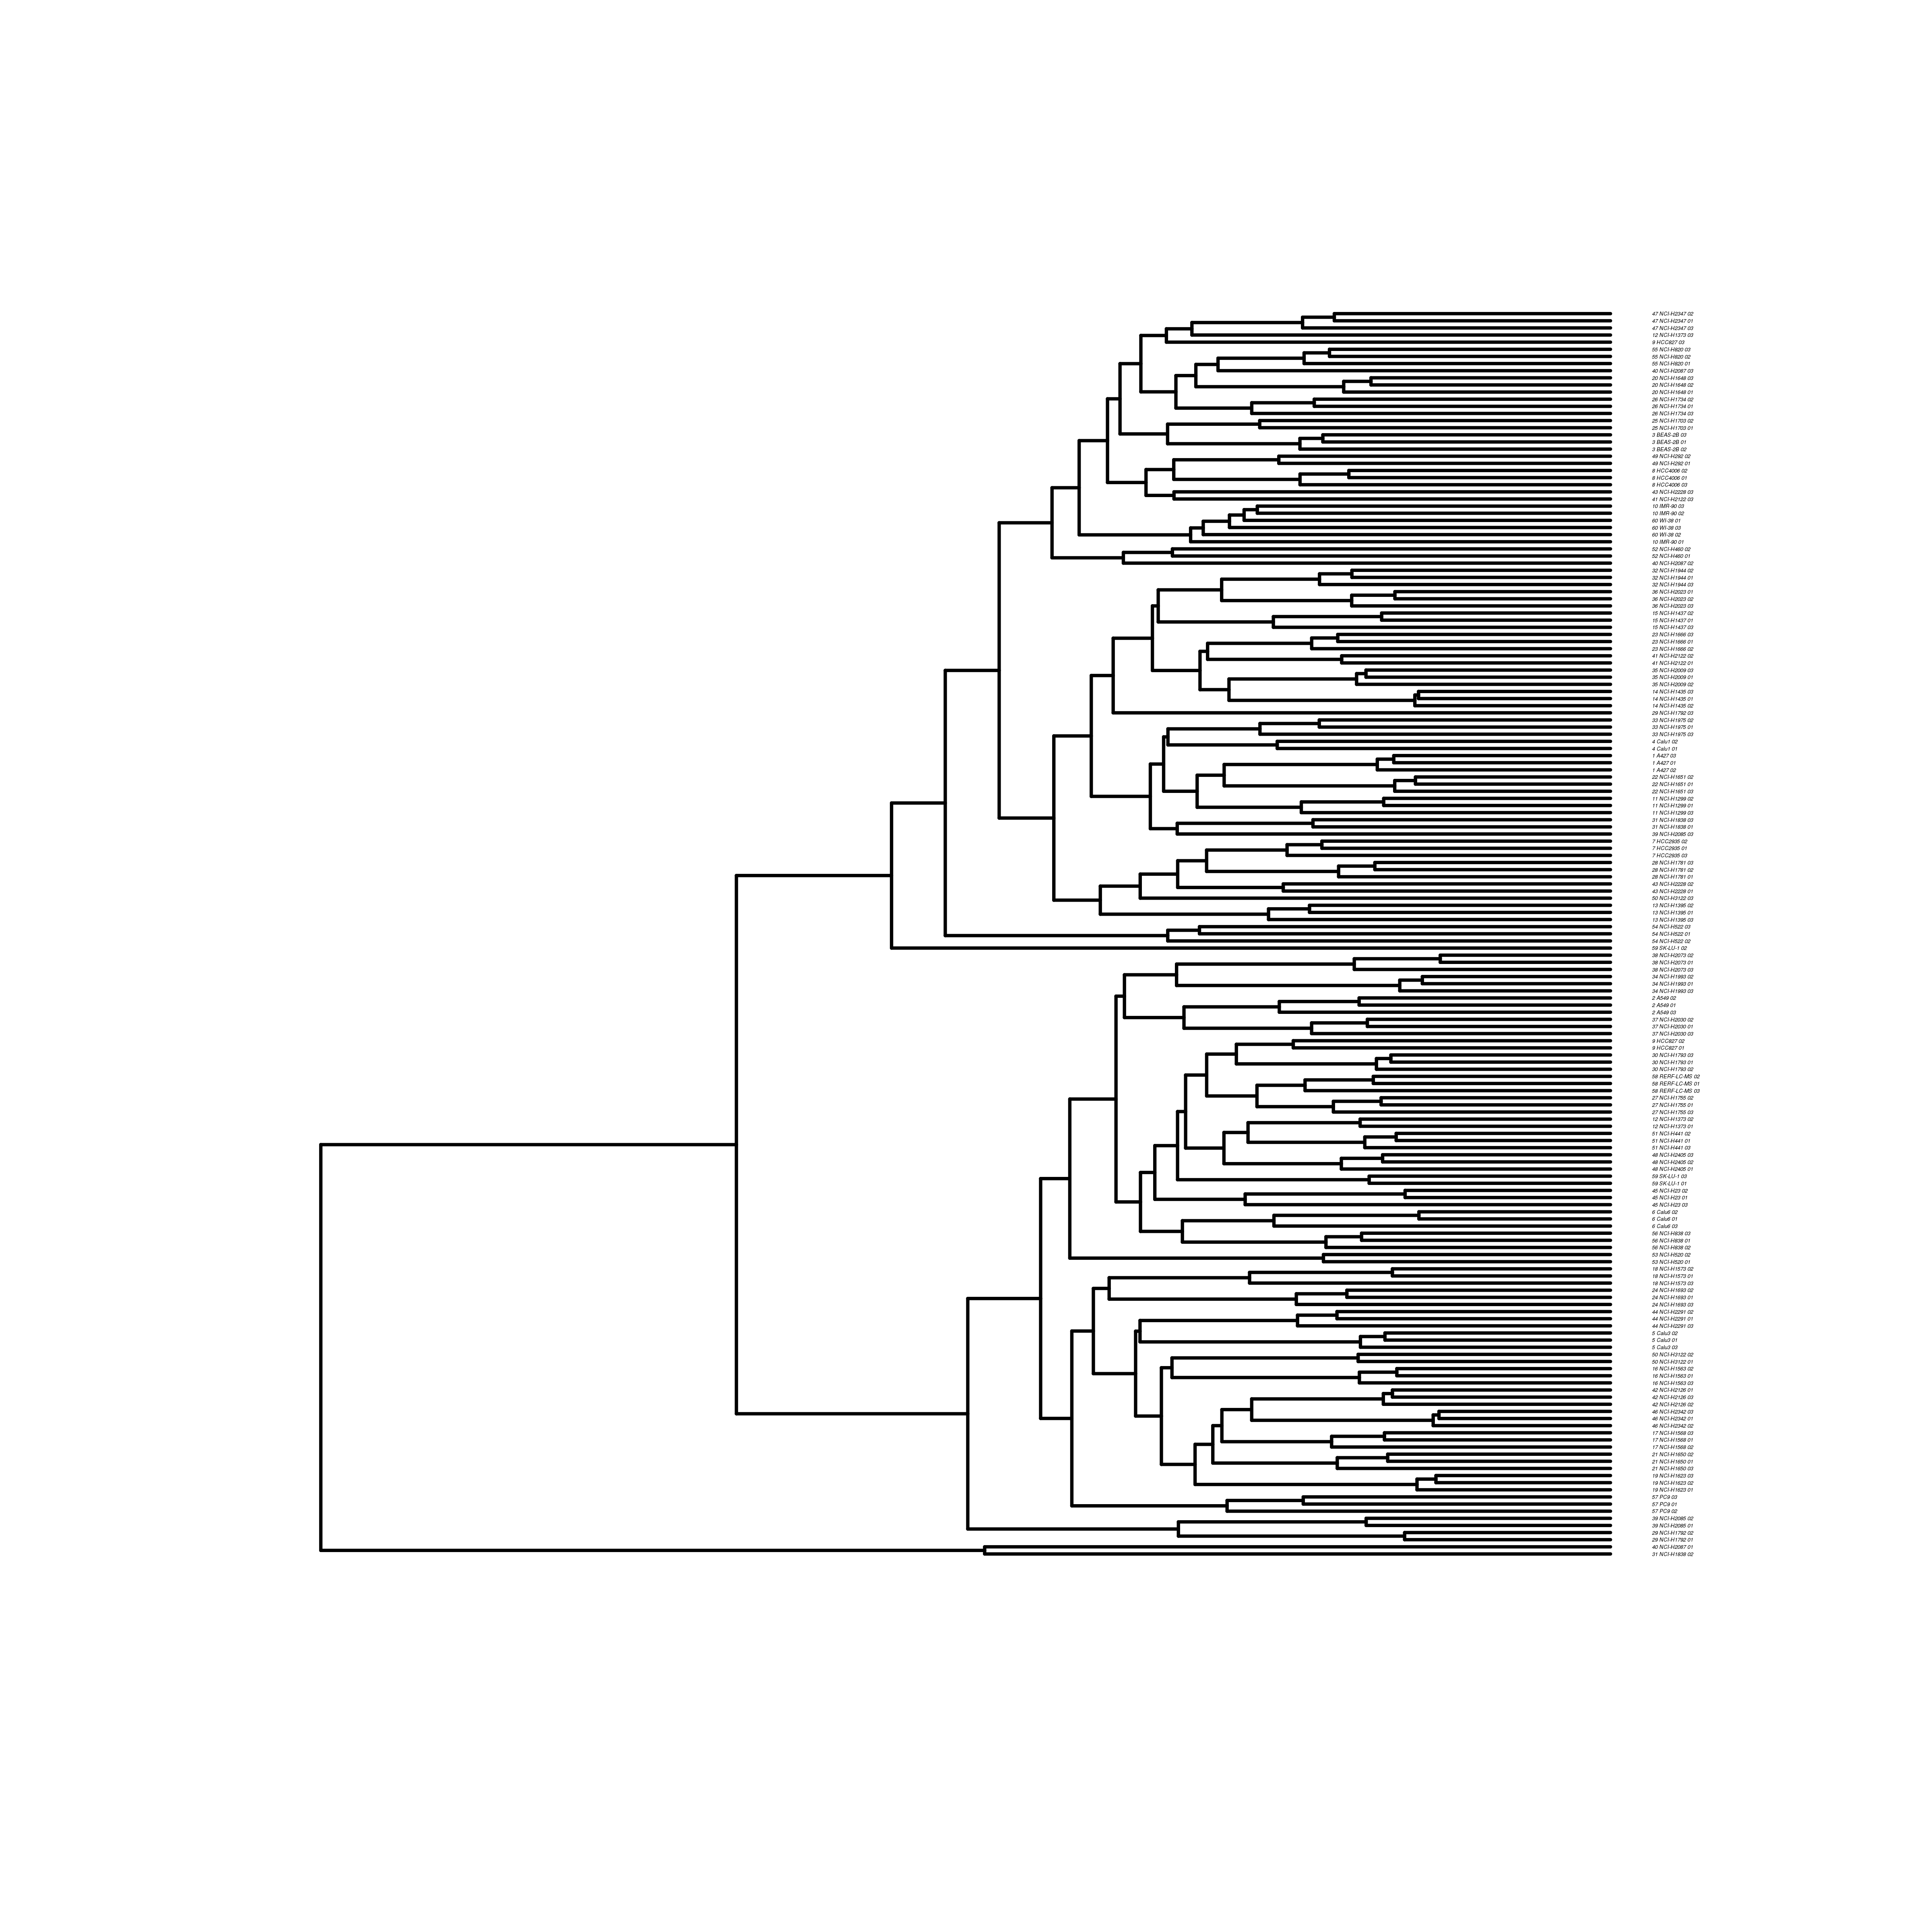 47 NCI-H2347 02
47 NCI-H2347 01
47 NCI-H2347 03
12 NCI-H1373 03
9 HCC827 03
55 NCI-H820 03
55 NCI-H820 02
55 NCI-H820 01
40 NCI-H2087 03
20 NCI-H1648 03
20 NCI-H1648 02
20 NCI-H1648 01
26 NCI-H1734 02
26 NCI-H1734 01
26 NCI-H1734 03
25 NCI-H1703 02
25 NCI-H1703 01
3 BEAS-2B 03
3 BEAS-2B 01
3 BEAS-2B 02
49 NCI-H292 02
49 NCI-H292 01
8 HCC4006 02
8 HCC4006 01
8 HCC4006 03
43 NCI-H2228 03
41 NCI-H2122 03
10 IMR-90 03
10 IMR-90 02
60 WI-38 01
60 WI-38 03
60 WI-38 02
10 IMR-90 01
52 NCI-H460 02
52 NCI-H460 01
40 NCI-H2087 02
32 NCI-H1944 02
32 NCI-H1944 01
32 NCI-H1944 03
36 NCI-H2023 01
36 NCI-H2023 02
36 NCI-H2023 03
15 NCI-H1437 02
15 NCI-H1437 01
15 NCI-H1437 03
23 NCI-H1666 03
23 NCI-H1666 01
23 NCI-H1666 02
41 NCI-H2122 02
41 NCI-H2122 01
35 NCI-H2009 03
35 NCI-H2009 01
35 NCI-H2009 02
14 NCI-H1435 03
14 NCI-H1435 01
14 NCI-H1435 02
29 NCI-H1792 03
33 NCI-H1975 02
33 NCI-H1975 01
33 NCI-H1975 03
4 Calu1 02
4 Calu1 01
1 A427 03
1 A427 01
1 A427 02
22 NCI-H1651 02
22 NCI-H1651 01
22 NCI-H1651 03
11 NCI-H1299 02
11 NCI-H1299 01
11 NCI-H1299 03
31 NCI-H1838 03
31 NCI-H1838 01
39 NCI-H2085 03
7 HCC2935 02
7 HCC2935 01
7 HCC2935 03
28 NCI-H1781 03
28 NCI-H1781 02
28 NCI-H1781 01
43 NCI-H2228 02
43 NCI-H2228 01
50 NCI-H3122 03
13 NCI-H1395 02
13 NCI-H1395 01
13 NCI-H1395 03
54 NCI-H522 03
54 NCI-H522 01
54 NCI-H522 02
59 SK-LU-1 02
38 NCI-H2073 02
38 NCI-H2073 01
38 NCI-H2073 03
34 NCI-H1993 02
34 NCI-H1993 01
34 NCI-H1993 03
2 A549 02
2 A549 01
2 A549 03
37 NCI-H2030 02
37 NCI-H2030 01
37 NCI-H2030 03
9 HCC827 02
9 HCC827 01
30 NCI-H1793 03
30 NCI-H1793 01
30 NCI-H1793 02
58 RERF-LC-MS 02
58 RERF-LC-MS 01
58 RERF-LC-MS 03
27 NCI-H1755 02
27 NCI-H1755 01
27 NCI-H1755 03
12 NCI-H1373 02
12 NCI-H1373 01
51 NCI-H441 02
51 NCI-H441 01
51 NCI-H441 03
48 NCI-H2405 03
48 NCI-H2405 02
48 NCI-H2405 01
59 SK-LU-1 03
59 SK-LU-1 01
45 NCI-H23 02
45 NCI-H23 01
45 NCI-H23 03
6 Calu6 02
6 Calu6 01
6 Calu6 03
56 NCI-H838 03
56 NCI-H838 01
56 NCI-H838 02
53 NCI-H520 02
53 NCI-H520 01
18 NCI-H1573 02
18 NCI-H1573 01
18 NCI-H1573 03
24 NCI-H1693 02
24 NCI-H1693 01
24 NCI-H1693 03
44 NCI-H2291 02
44 NCI-H2291 01
44 NCI-H2291 03
5 Calu3 02
5 Calu3 01
5 Calu3 03
50 NCI-H3122 02
50 NCI-H3122 01
16 NCI-H1563 02
16 NCI-H1563 01
16 NCI-H1563 03
42 NCI-H2126 01
42 NCI-H2126 03
42 NCI-H2126 02
46 NCI-H2342 03
46 NCI-H2342 01
46 NCI-H2342 02
17 NCI-H1568 03
17 NCI-H1568 01
17 NCI-H1568 02
21 NCI-H1650 02
21 NCI-H1650 01
21 NCI-H1650 03
19 NCI-H1623 03
19 NCI-H1623 02
19 NCI-H1623 01
57 PC9 03
57 PC9 01
57 PC9 02
39 NCI-H2085 02
39 NCI-H2085 01
29 NCI-H1792 02
29 NCI-H1792 01
40 NCI-H2087 01
31 NCI-H1838 02